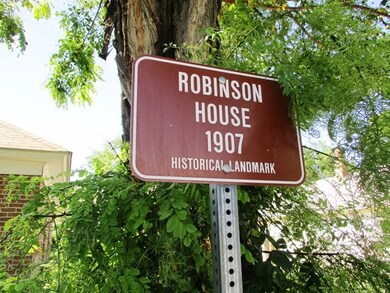 ROBINSON
HOUSE
1907
HISTORICAL LANDMARK